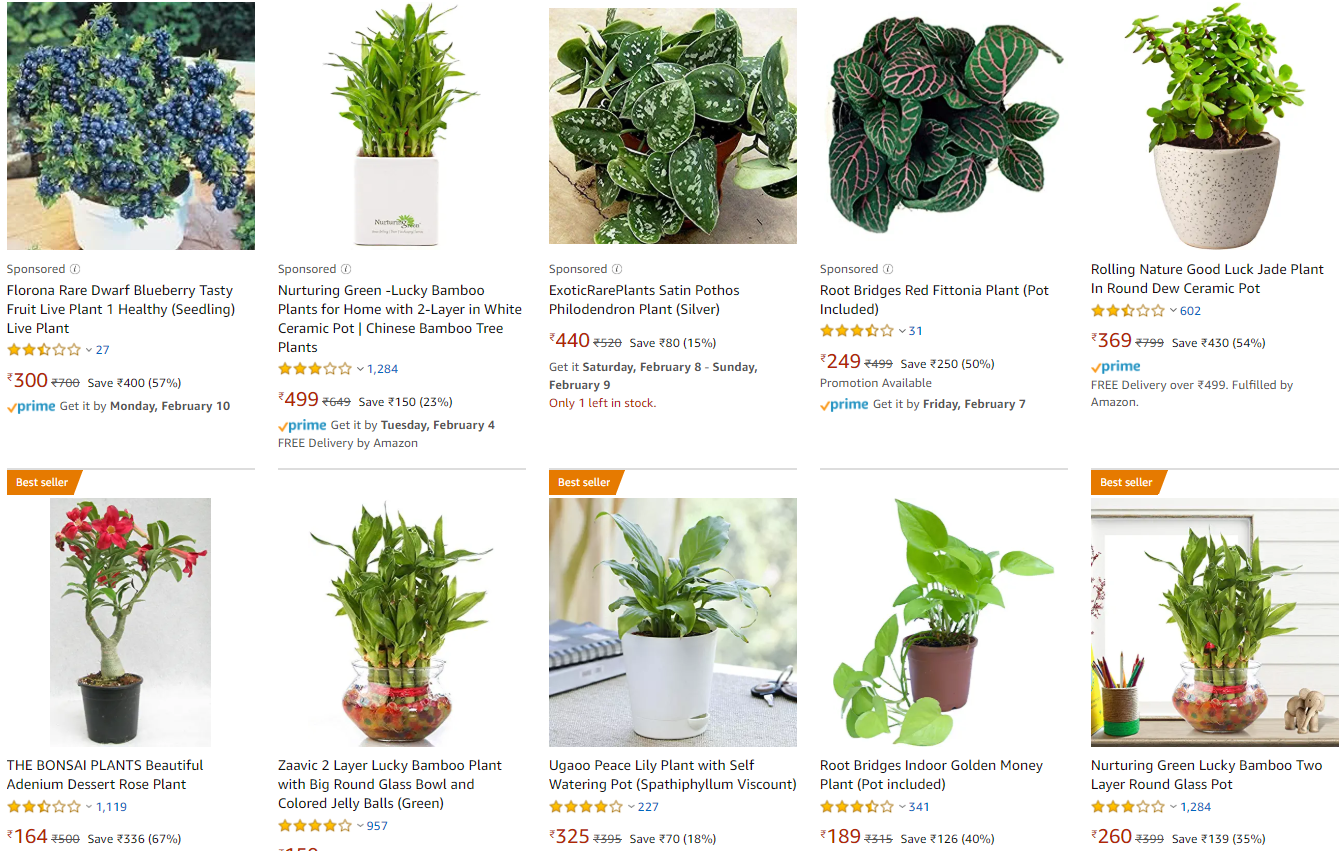 Nurturing Green
Sponsored
Florona Rare Dwarf Blueberry Tasty
Fruit Live Plant 1 Healthy (Seedling)
Live Plant
27
₹300 ₹700 Save ₹400 (57%)
prime Get it by Monday, February 10
Sponsored
Nurturing Green -Lucky Bamboo
Plants for Home with 2-Layer in White
Ceramic Pot | Chinese Bamboo Tree
Plants
1,284
₹499 ₹649 Save ₹150 (23%)
prime Get it by Tuesday, February 4
FREE Delivery by Amazon
Sponsored
ExoticRarePlants Satin Pothos
Philodendron Plant (Silver)
₹440 ₹520 Save ₹80 (15%)
Get it Saturday, February 8 - Sunday,
February 9
Only 1 left in stock.
Sponsored
Root Bridges Red Fittonia Plant (Pot
Included)
31
₹249 ₹499 Save ₹250 (50%)
Promotion Available
prime Get it by Friday, February 7
Rolling Nature Good Luck Jade Plant
In Round Dew Ceramic Pot
602
₹369 ₹799 Save ₹430 (54%)
prime
FREE Delivery over ₹499. Fulfilled by
Amazon.
Best seller
THE BONSAI PLANTS Beautiful
Adenium Dessert Rose Plant
1,119
₹164 ₹500 Save ₹336 (67%)
Zaavic 2 Layer Lucky Bamboo Plant
with Big Round Glass Bowl and
Colored Jelly Balls (Green)
957
Best seller
Ugaoo Peace Lily Plant with Self
Watering Pot (Spathiphyllum Viscount)
227
₹325 ₹395 Save ₹70 (18%)
Root Bridges Indoor Golden Money
Plant (Pot included)
341
₹189 ₹315 Save ₹126 (40%)
Best seller
Nurturing Green Lucky Bamboo Two
Layer Round Glass Pot
1,284
₹260 ₹399 Save ₹139 (35%)